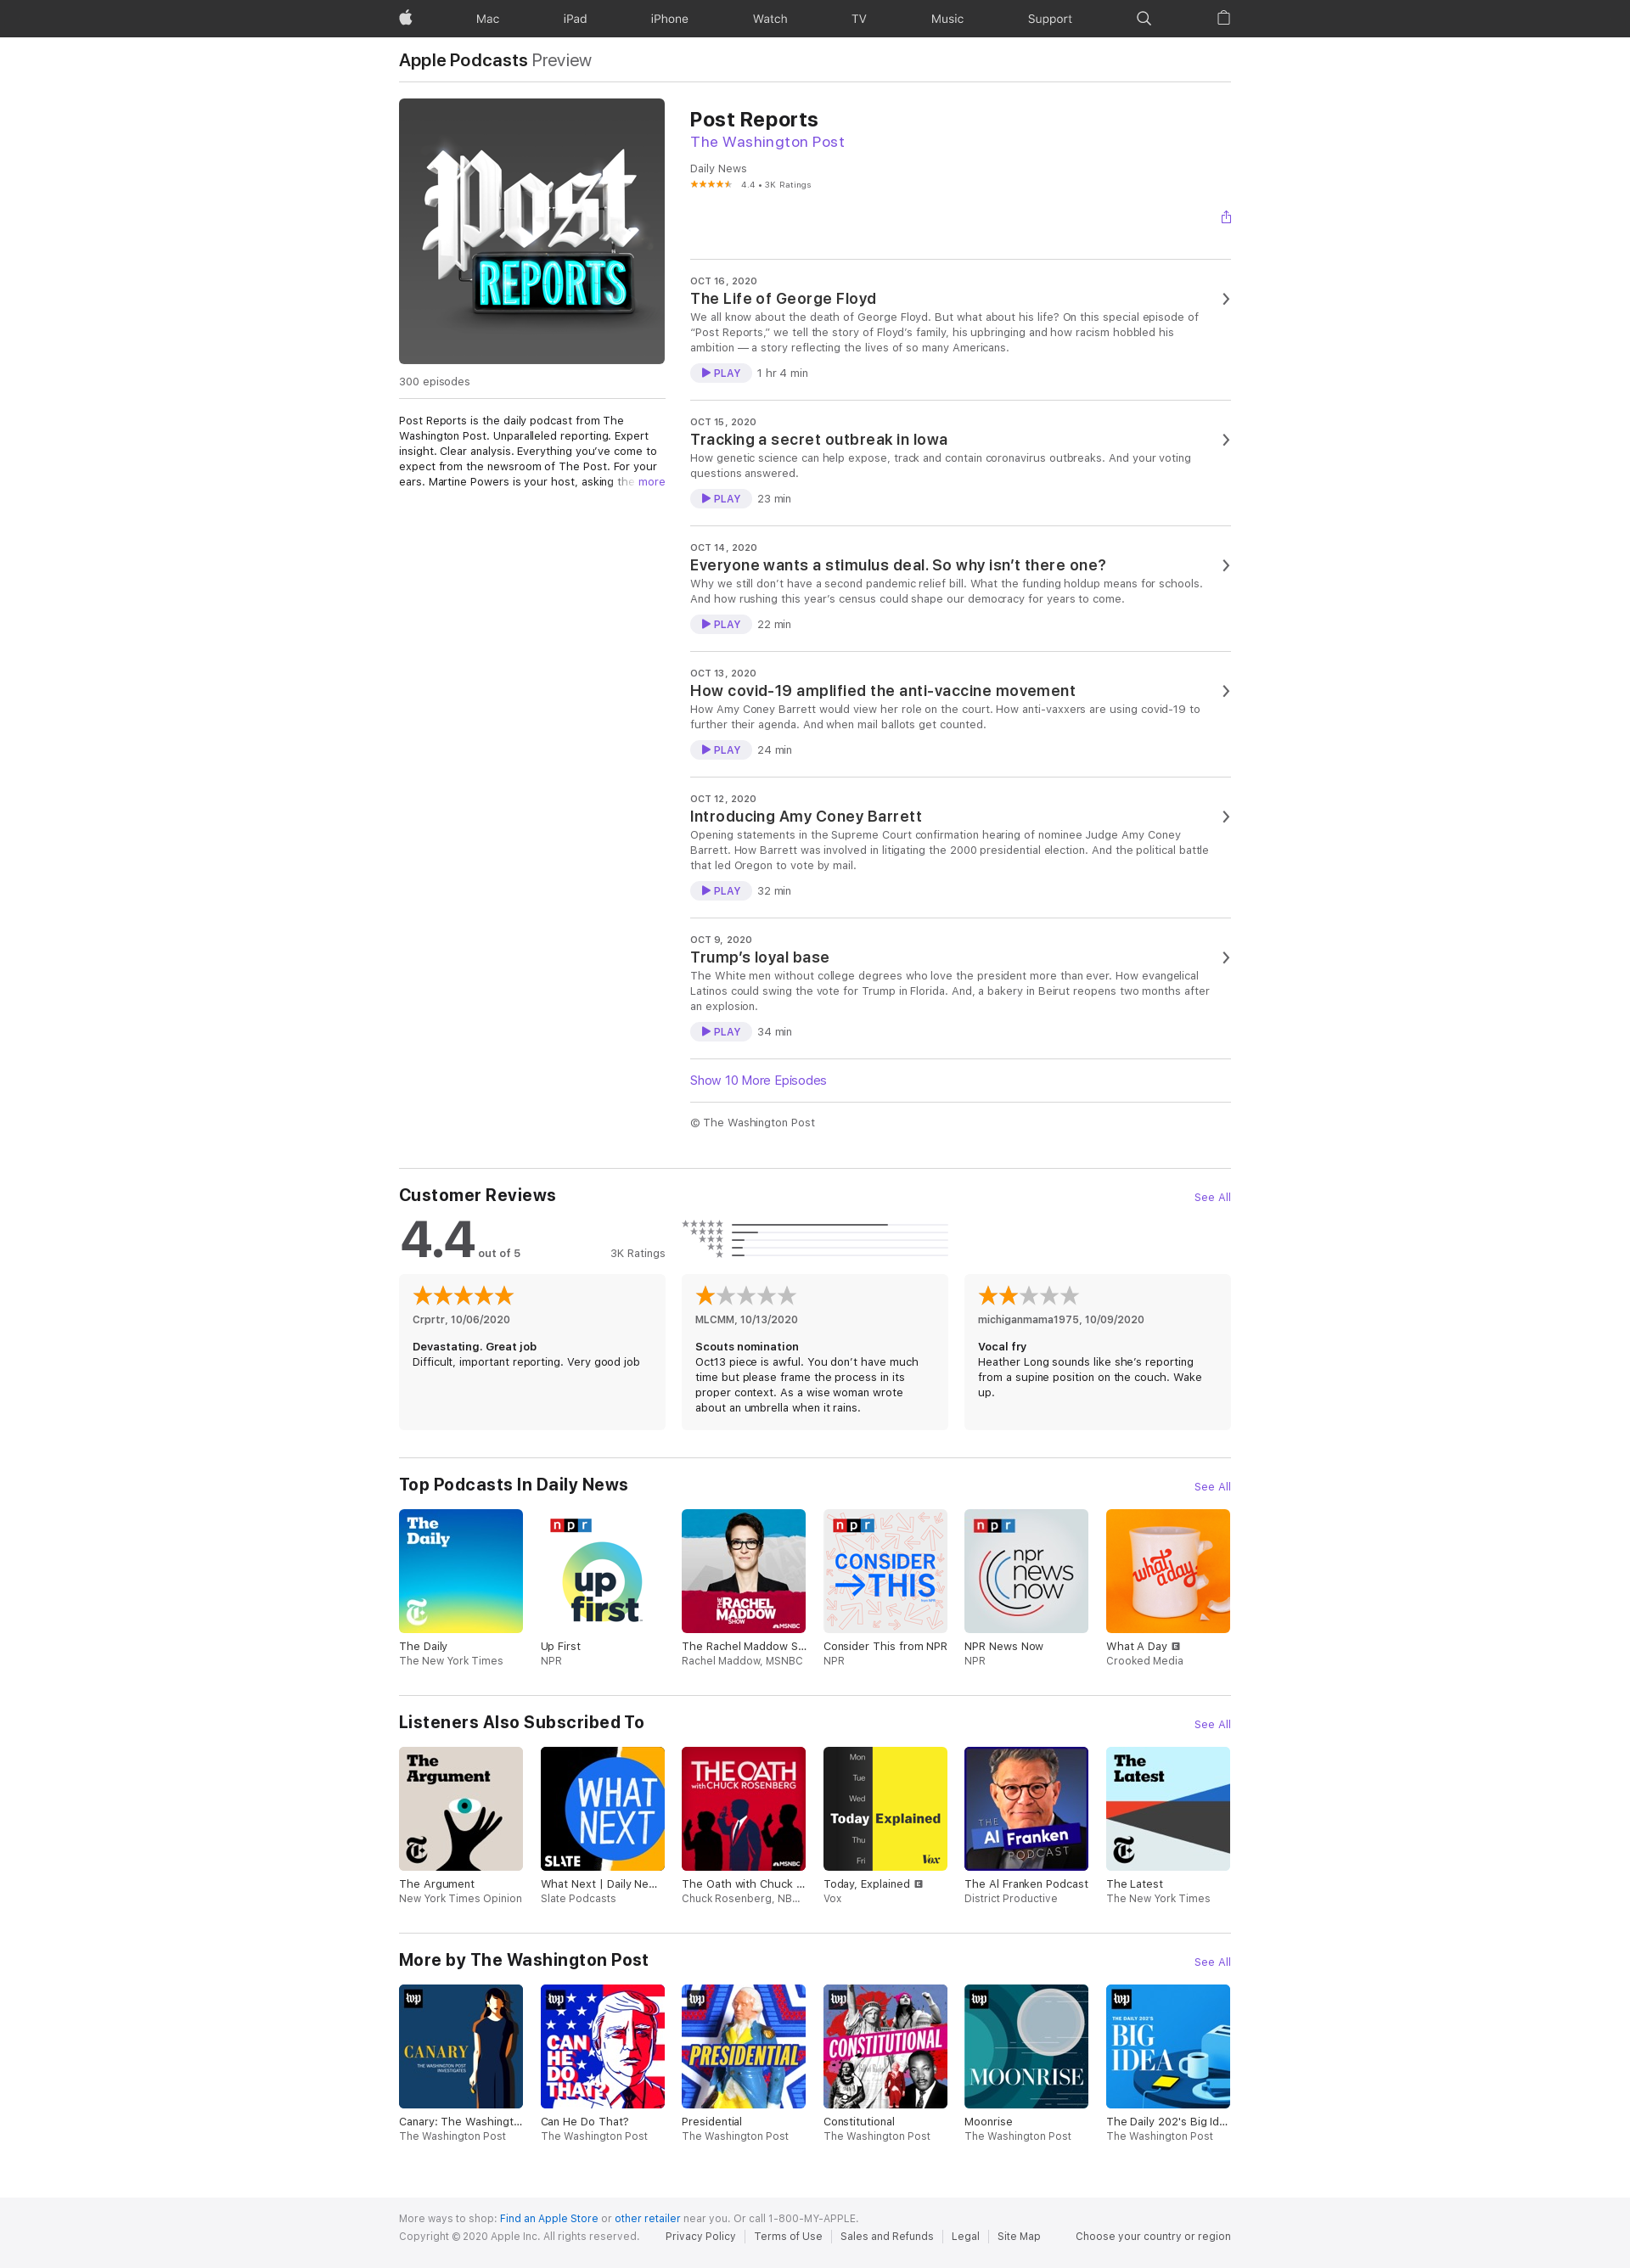 Mac
iPad
iPhone
Watch
TV
Music
Support
Apple Podcasts Preview
Post
REPORTS
300 episodes
Post Reports is the daily podcast from The
Washington Post. Unparalleled reporting. Expert
insight. Clear analysis. Everything you’ve come to
expect from the newsroom of The Post. For your
ears. Martine Powers is your host, asking the more
Post Reports
The Washington Post
Daily News
4.4 • 3K Ratings
OCT 16, 2020
The Life of George Floyd
We all know about the death of George Floyd. But what about his life? On this special episode of
“Post Reports,” we tell the story of Floyd’s family, his upbringing and how racism hobbled his
ambition — a story reflecting the lives of so many Americans.
PLAY 1 hr 4 min
OCT 15, 2020
Tracking a secret outbreak in Iowa
How genetic science can help expose, track and contain coronavirus outbreaks. And your voting
questions answered.
PLAY 23 min
OCT 14, 2020
Everyone wants a stimulus deal. So why isn’t there one?
Why we still don’t have a second pandemic relief bill. What the funding holdup means for schools.
And how rushing this year’s census could shape our democracy for years to come.
PLAY 22 min
OCT 13, 2020
How covid-19 amplified the anti-vaccine movement
How Amy Coney Barrett would view her role on the court. How anti-vaxxers are using covid-19 to
further their agenda. And when mail ballots get counted.
PLAY 24 min
OCT 12, 2020
Introducing Amy Coney Barrett
Opening statements in the Supreme Court confirmation hearing of nominee Judge Amy Coney
Barrett. How Barrett was involved in litigating the 2000 presidential election. And the political battle
that led Oregon to vote by mail.
PLAY 32 min
OCT 9, 2020
Trump’s loyal base
The White men without college degrees who love the president more than ever. How evangelical
Latinos could swing the vote for Trump in Florida. And, a bakery in Beirut reopens two months after
an explosion.
PLAY 34 min
Show 10 More Episodes
© The Washington Post
Customer Reviews
See All
4.4 out of 5
3K Ratings
Crprtr, 10/06/2020
Devastating. Great job
Difficult, important reporting. Very good job
MLCMM, 10/13/2020
Scouts nomination
Oct13 piece is awful. You don’t have much
time but please frame the process in its
proper context. As a wise woman wrote
about an umbrella when it rains.
michiganmama1975, 10/09/2020
Vocal fry
Heather Long sounds like she’s reporting
from a supine position on the couch. Wake
up.
Top Podcasts In Daily News
See All
The
Daily
The Daily
The New York Times
npr
up
first
Up First
NPR
THE
RACHEL
MADDOW
SHOW
MSNBC
The Rachel Maddow S...
Rachel Maddow, MSNBC
npr
CONSIDER
THIS
Consider This from NPR
NPR
npr
npr
news
now
NPR News Now
NPR
what
a day
What A Day E
Crooked Media
Listeners Also Subscribed To
See All
The
Argument
The Argument
New York Times Opinion
WHAT
NEXT
SLATE
What Next | Daily Ne...
Slate Podcasts
THE OATH
with CHUCK ROSENBERG
MSNBC
The Oath with Chuck ...
Chuck Rosenberg, NB...
Mon
Tue
Wed
Today Explained
Thu
Fri
Vox
Today, Explained E
Vox
THE
Al Franken
PODCAST
The Al Franken Podcast
District Productive
The
Latest
The Latest
The New York Times
More by The Washington Post
See All
wp
CANARY
THE WASHINGTON POST
INVESTIGATES
Canary: The Washingt...
The Washington Post
wp
CAN
HE
DO
THAT?
Can He Do That?
The Washington Post
wp
PRESIDENTIAL
Presidential
The Washington Post
wp
CONSTITUTIONAL
Constitutional
The Washington Post
wp
MOONRISE
Moonrise
The Washington Post
wp
THE DAILY 202'S
BIG
IDEA
The Daily 202's Big Id...
The Washington Post
More ways to shop: Find an Apple Store or other retailer near you. Or call 1-800-MY-APPLE.
Copyright © 2020 Apple Inc. All rights reserved.
Privacy Policy
Terms of Use
Sales and Refunds
Legal
Site Map
Choose your country or region